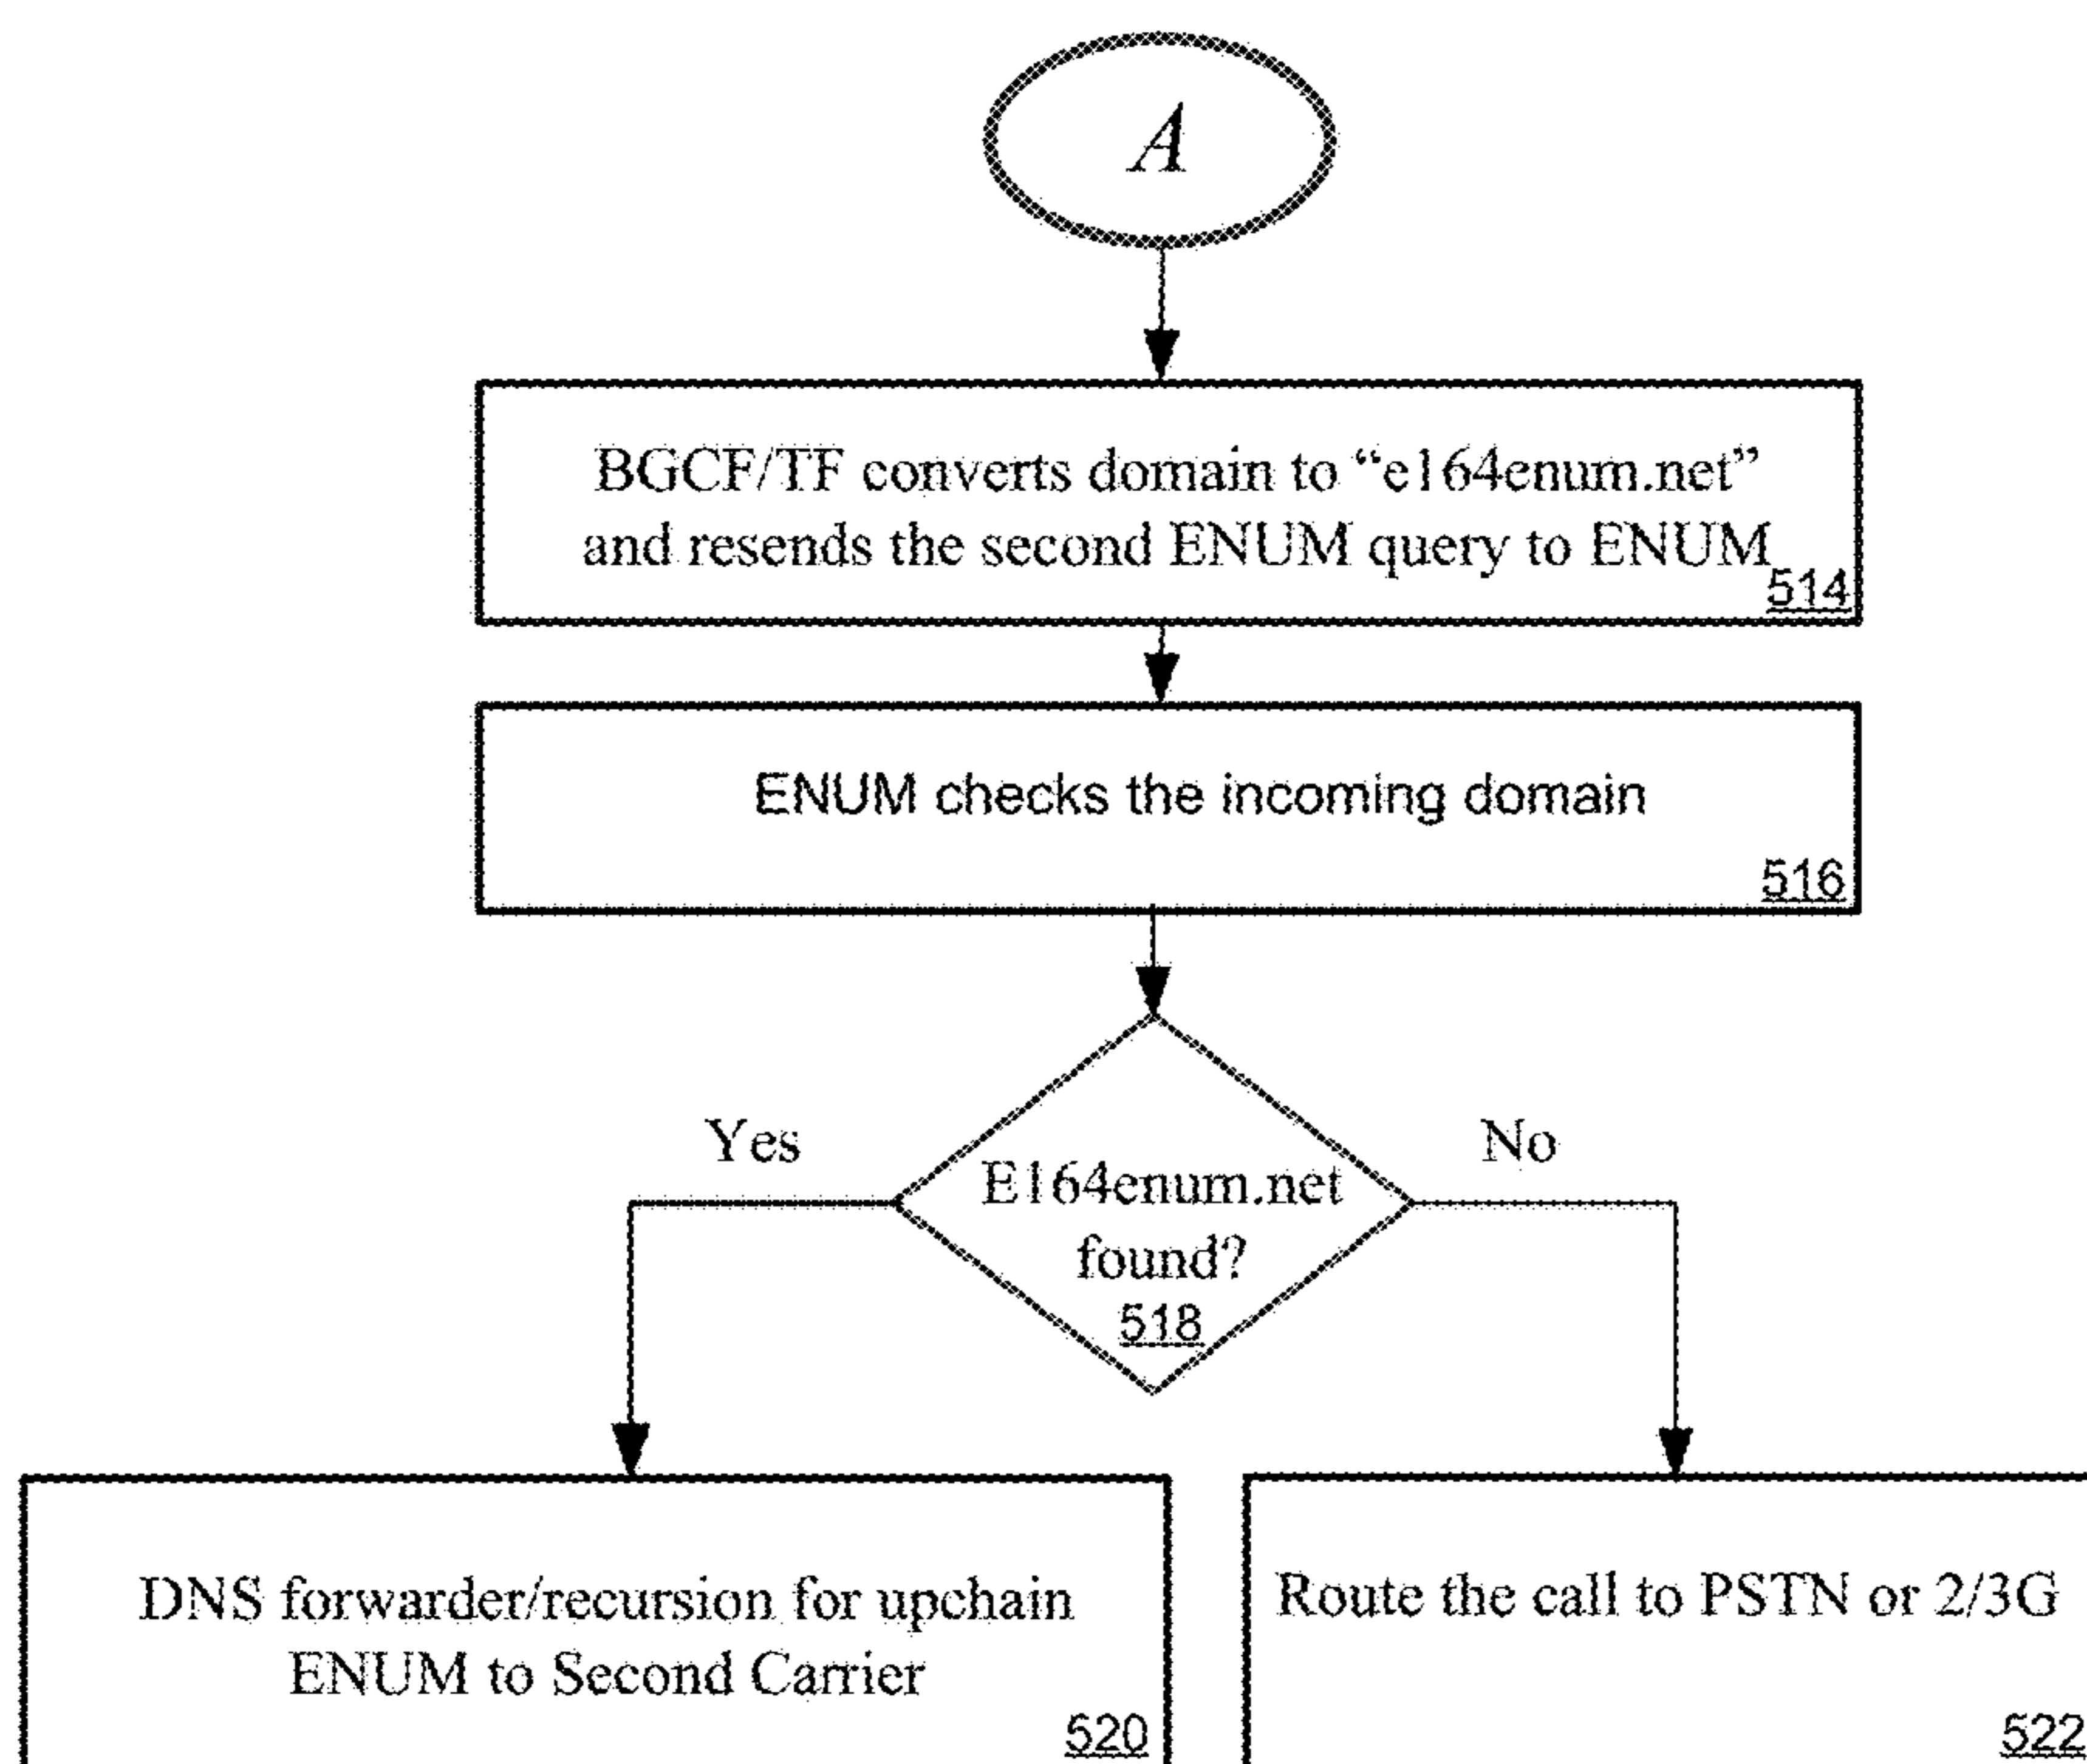 A
BGCF/TF converts domain to “e164enum.net”
and resends the second ENUM query to ENUM
514
ENUM checks the incoming domain
516
Yes
No
E164enum.net
found?
518
DNS forwarder/recursion for upchain
ENUM to Second Carrier
520
Route the call to PSTN or 2/3G
522